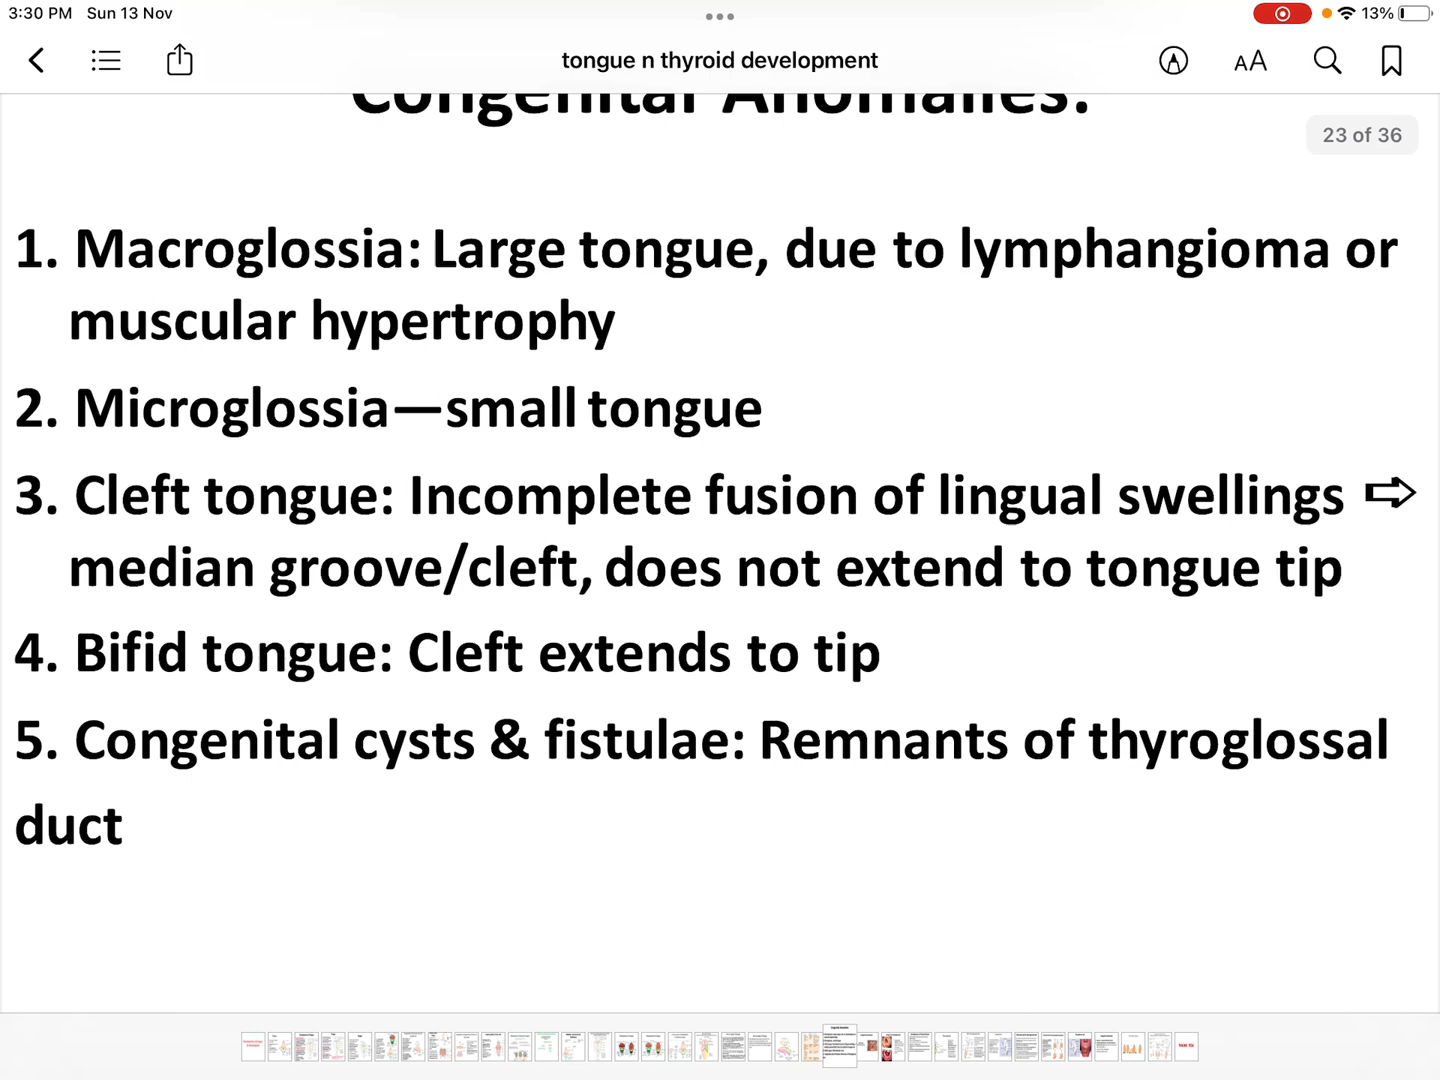 3:30 PM Sun 13 Nov
13%
tongue n thyroid development
AA
Congenital Anomalies:
23 of 36
1. Macroglossia: Large tongue, due to lymphangioma or
muscular hypertrophy
2. Microglossia—small tongue
3. Cleft tongue: Incomplete fusion of lingual swellings ⇨
median groove/cleft, does not extend to tongue tip
4. Bifid tongue: Cleft extends to tip
5. Congenital cysts & fistulae: Remnants of thyroglossal
duct